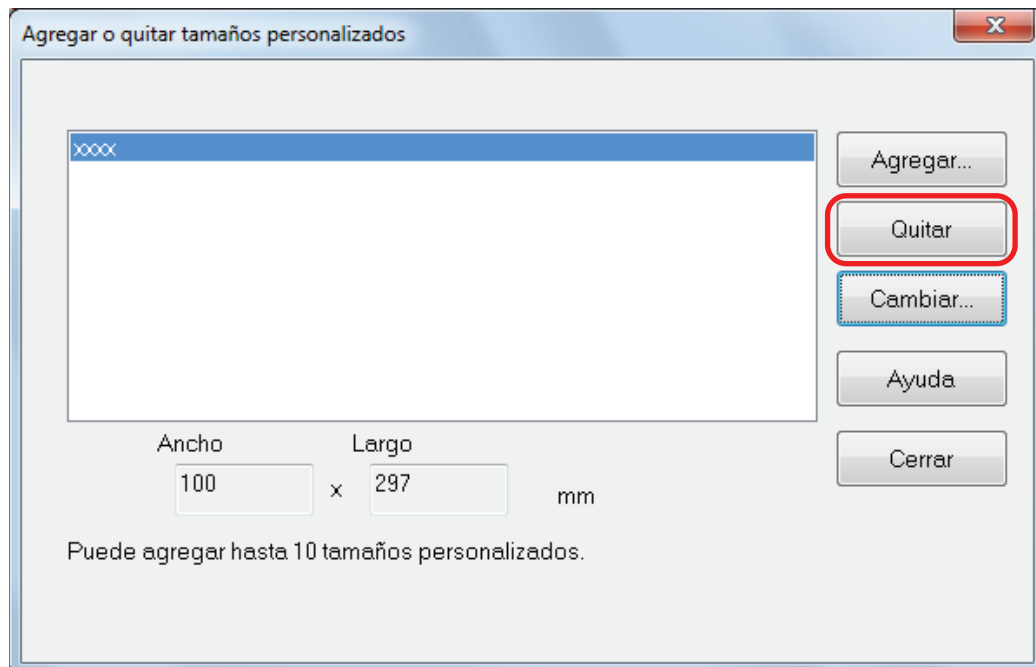 Agregar o quitar tamaños personalizados
xxxx
Agregar...
Quitar
Cambiar...
Ayuda
Cerrar
Ancho Largo
100 x 297 mm
Puede agregar hasta 10 tamaños personalizados.